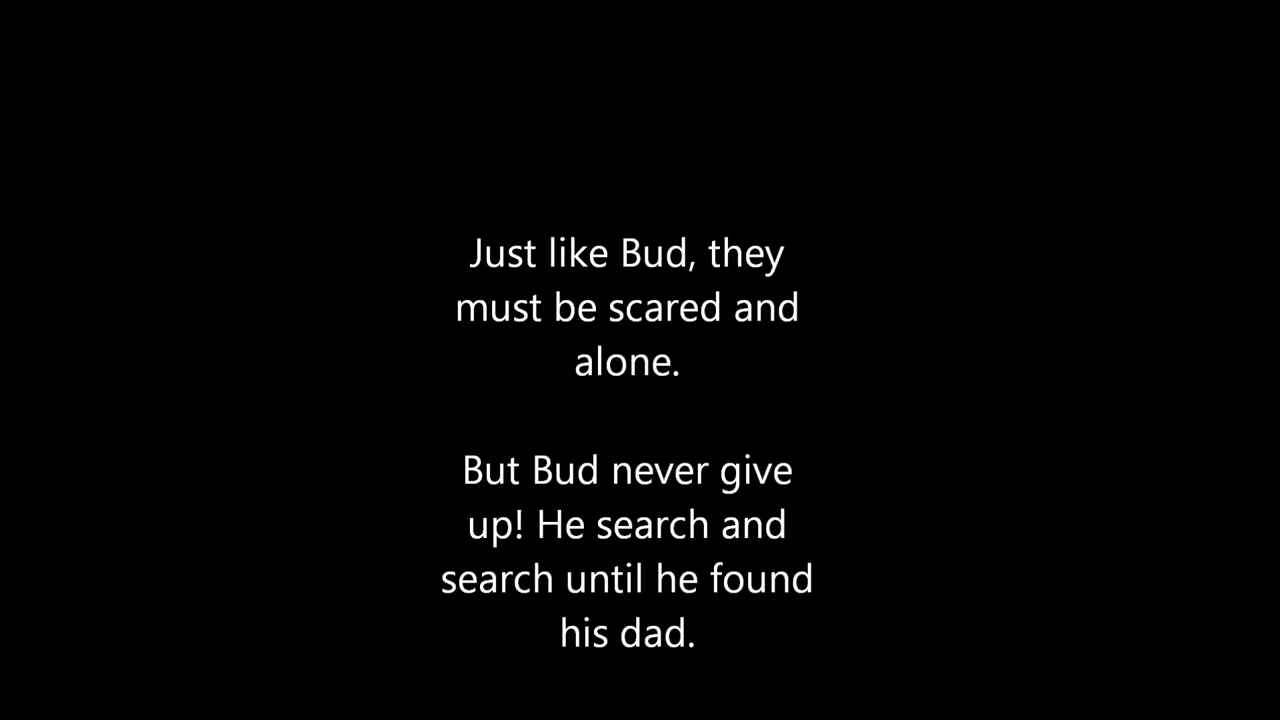 Just like Bud, they
must be scared and
alone.
But Bud never give
up! He search and
search until he found
his dad.